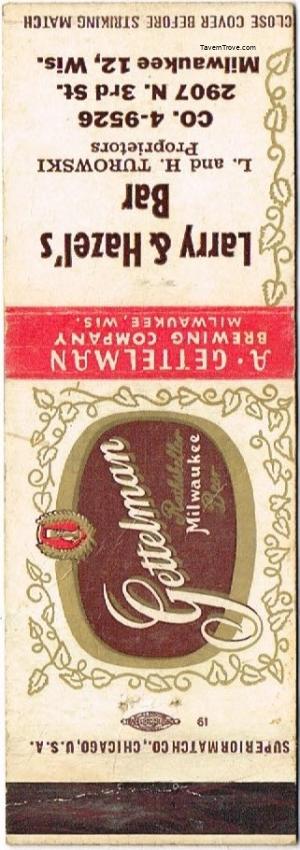 TavernTrove.com
CLOSE COVER BEFORE STRIKING MATCH
Larry & Hazel's
Bar
L. and H. TUROWSKI
Proprietors
CO. 4-9526
2907 N. 3rd St.
Milwaukee 12, Wis.
A·GETTELMAN
BREWING COMPANY
MILWAUKEE, WIS.
Gettelman
Rathskeller
Milwaukee
Beer
61
SUPERIOR MATCH CO., CHICAGO, U.S.A.